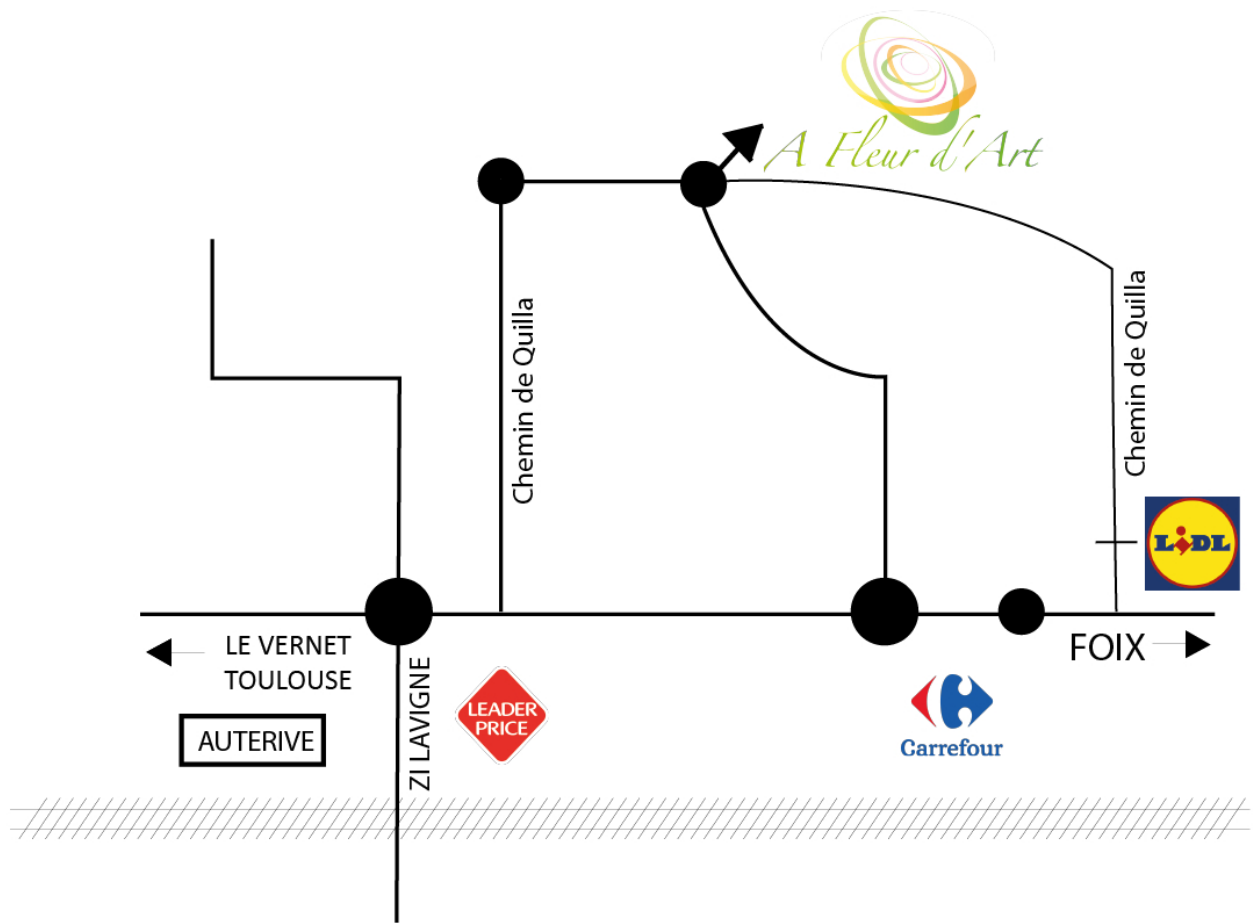 A Fleur d'Art
Chemin de Quilla
Chemin de Quilla
LIDL
LE VERNET
TOULOUSE
FOIX
AUTERIVE
ZI LAVIGNE
LEADER
PRICE
Carrefour